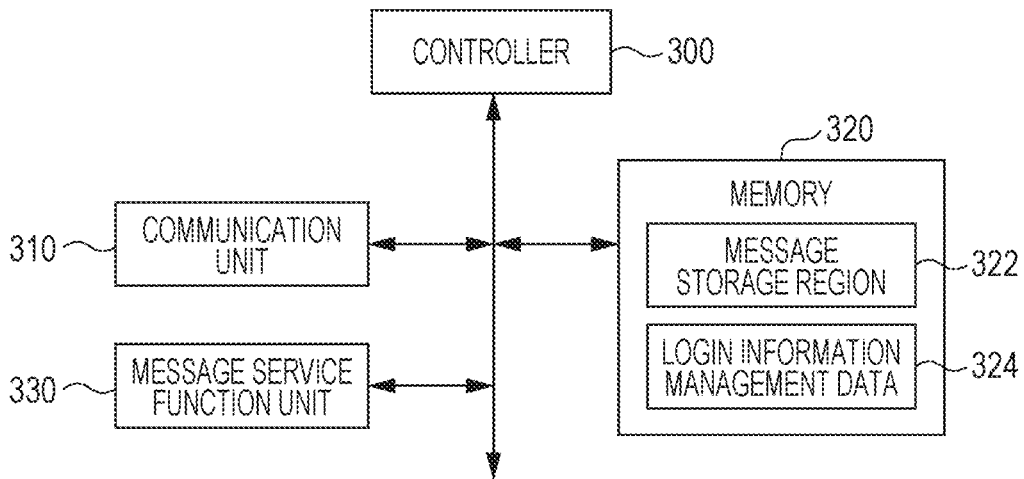 CONTROLLER
300
320
MEMORY
310
COMMUNICATION
UNIT
MESSAGE
STORAGE REGION
322
330
MESSAGE SERVICE
FUNCTION UNIT
LOGIN INFORMATION
MANAGEMENT DATA
324